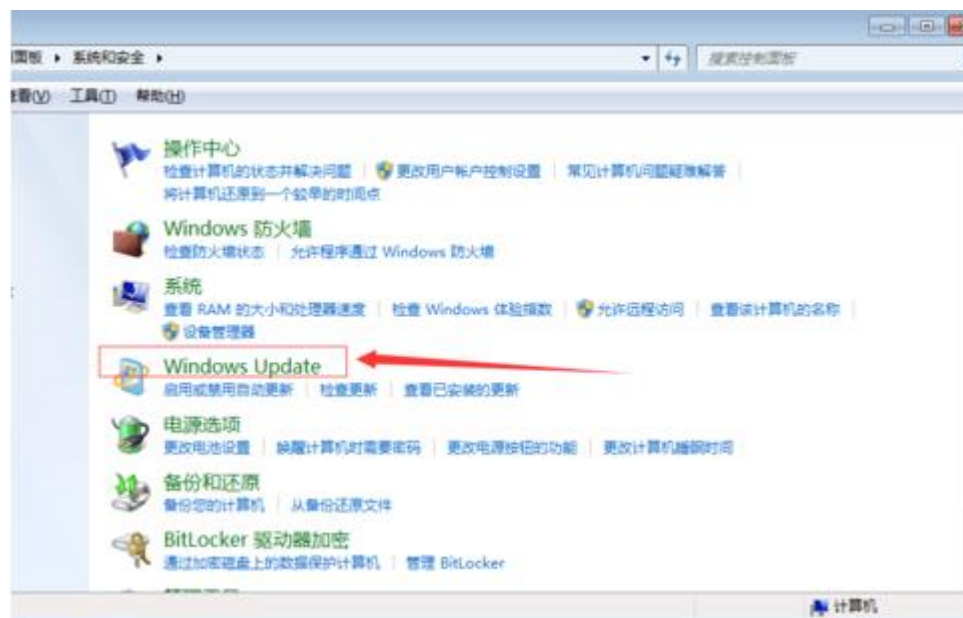 面板 ▸ 系统和安全 ▸ 搜索控制面板
查看(V) 工具(T) 帮助(H)
操作中心
检查计算机的状态并解决问题 更改用户帐户控制设置 常见计算机问题疑难解答
将计算机还原到一个较早的时间点
Windows 防火墙
检查防火墙状态 允许程序通过 Windows 防火墙
系统
查看 RAM 的大小和处理器速度 检查 Windows 体验指数 允许远程访问 查看该计算机的名称
设备管理器
Windows Update
启用或禁用自动更新 检查更新 查看已安装的更新
电源选项
更改电池设置 唤醒计算机时需要密码 更改电源按钮的功能 更改计算机睡眠时间
备份和还原
备份您的计算机 从备份还原文件
BitLocker 驱动器加密
通过加密磁盘上的数据保护计算机 管理 BitLocker
计算机